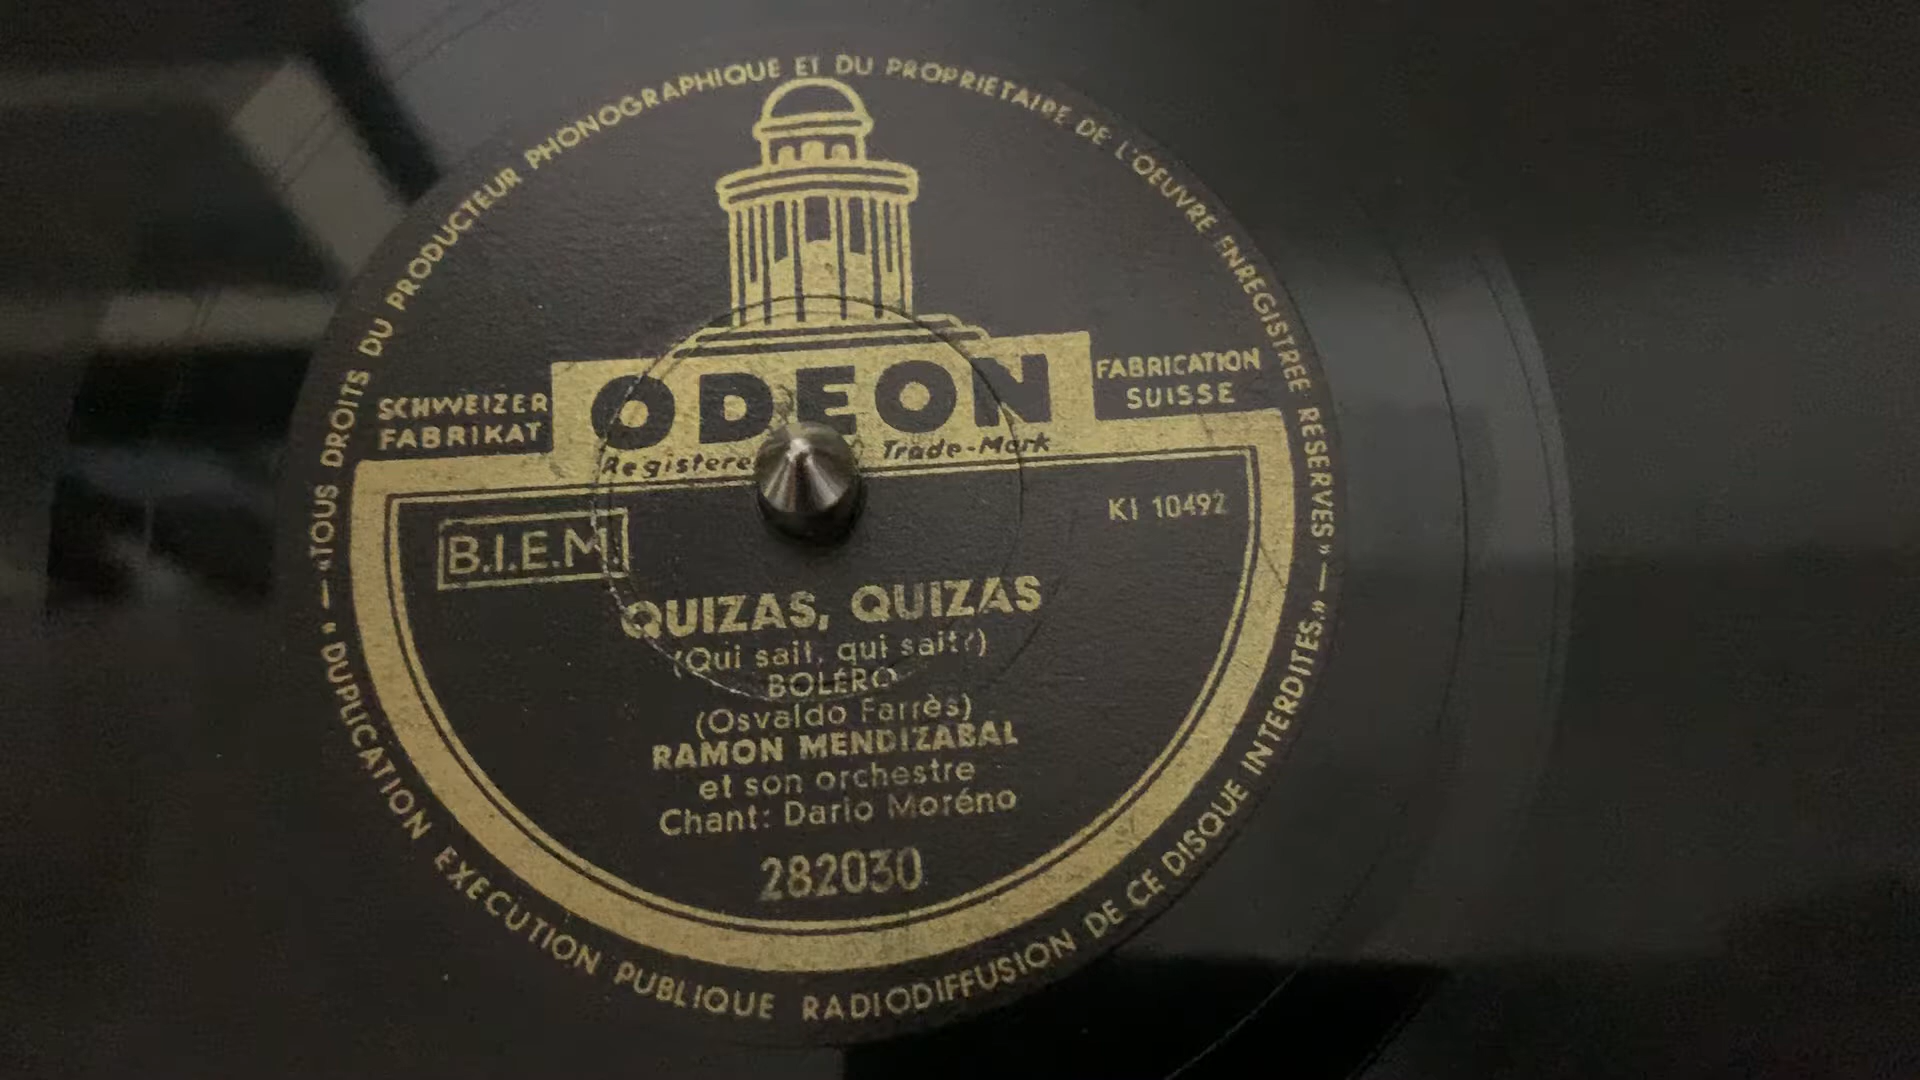 «TOUS DROITS DU PRODUCTEUR PHONOGRAPHIQUE ET DU PROPRIETAIRE DE L'OEUVRE ENREGISTREE RESERVES» —
SCHWEIZER FABRIKAT
ODEON
FABRICATION SUISSE
Registere Trade-Mark
B.I.E.M.
KI 10492
QUIZAS, QUIZAS
(Qui sait, qui sait?)
BOLÉRO
(Osvaldo Farrès)
RAMON MENDIZABAL
et son orchestre
Chant: Dario Moréno
282030
«DUPLICATION EXECUTION PUBLIQUE RADIODIFFUSION DE CE DISQUE INTERDITES.» —